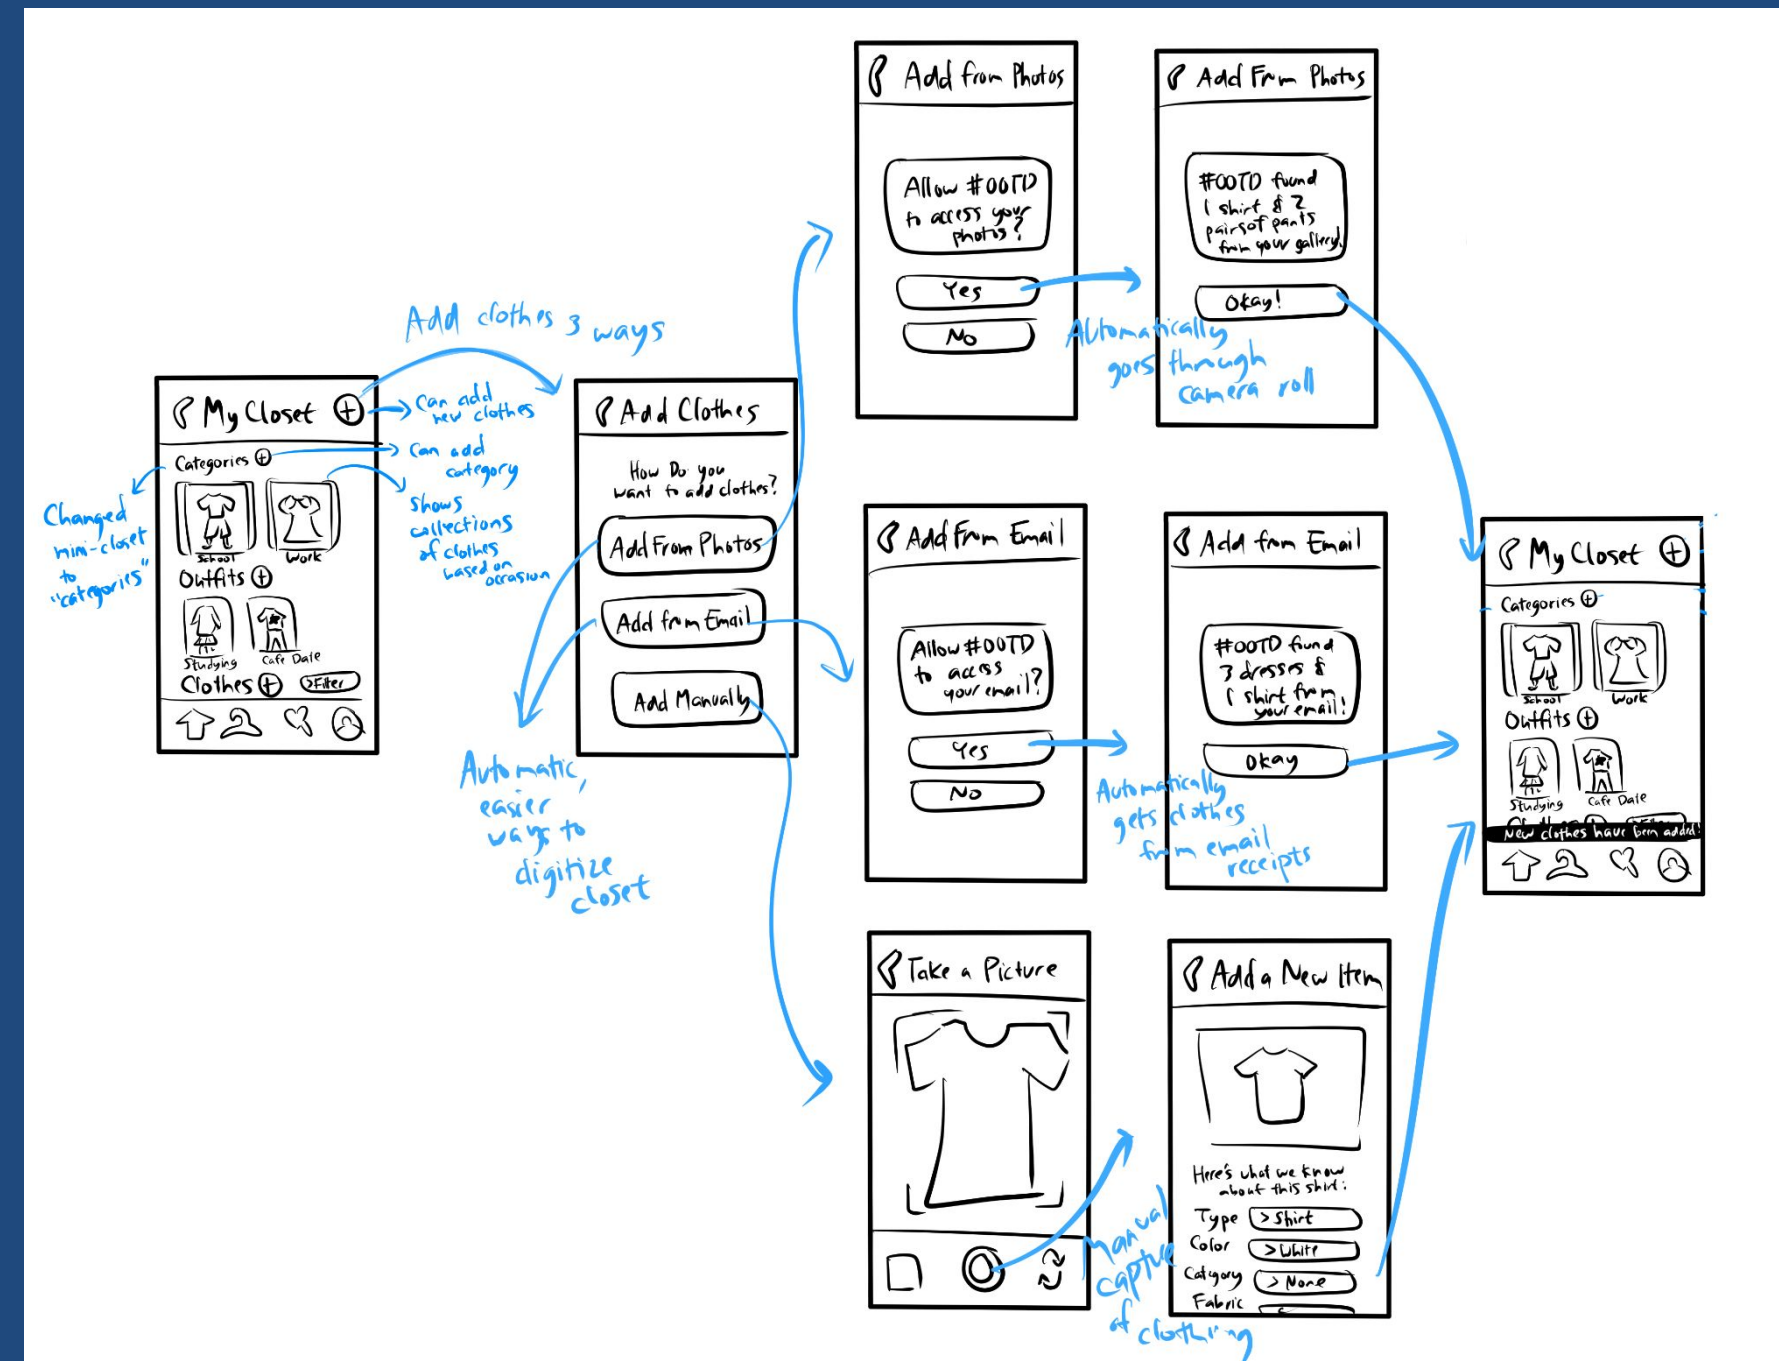 Add from Photos
Allow #OOTD
to access your
photos?
Yes
No
Add From Photos
#OOTD found
1 shirt & 2
pairs of pants
from your gallery!
Okay!
Automatically
goes through
camera roll
Add clothes 3 ways
My Closet
Can add
new clothes
Categories
Can add
category
School
Work
Changed
mini-closet
to
"categories"
shows
collections
of clothes
based on
occasion
Outfits
Studying
Cafe Date
Clothes
>Filter
Add Clothes
How Do you
want to add clothes?
Add From Photos
Add from Email
Add Manually
Automatic,
easier
ways to
digitize
closet
Add From Email
Allow #OOTD
to access
your email?
Yes
No
Add from Email
#OOTD found
3 dresses &
1 shirt from
your email!
Okay
Automatically
gets clothes
from email
receipts
Take a Picture
Manual
capture
of clothing
Add a New Item
Here's what we know
about this shirt:
Type >Shirt
Color >White
Category > None
Fabric
My Closet
Categories
School
Work
Outfits
Studying
Cafe Date
New clothes have been added!